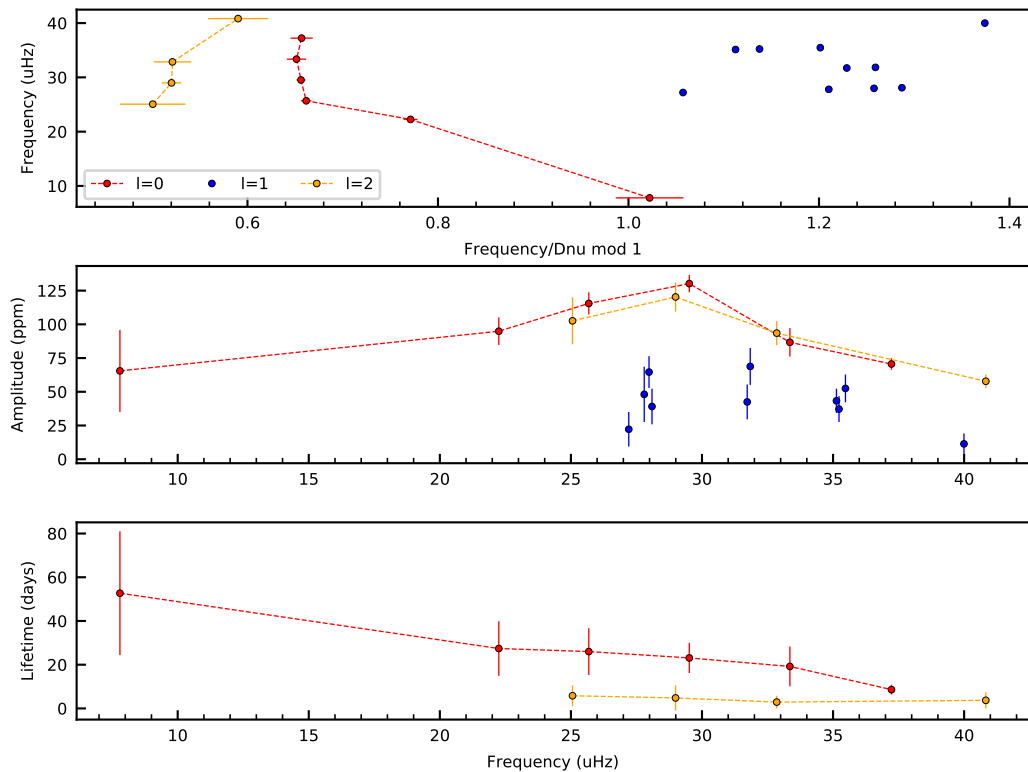 40
30
20
10
Frequency (uHz)
l=0 l=1 l=2
0.6 0.8 1.0 1.2 1.4
Frequency/Dnu mod 1
125
100
75
50
25
0
Amplitude (ppm)
10 15 20 25 30 35 40
80
60
40
20
0
Lifetime (days)
10 15 20 25 30 35 40
Frequency (uHz)